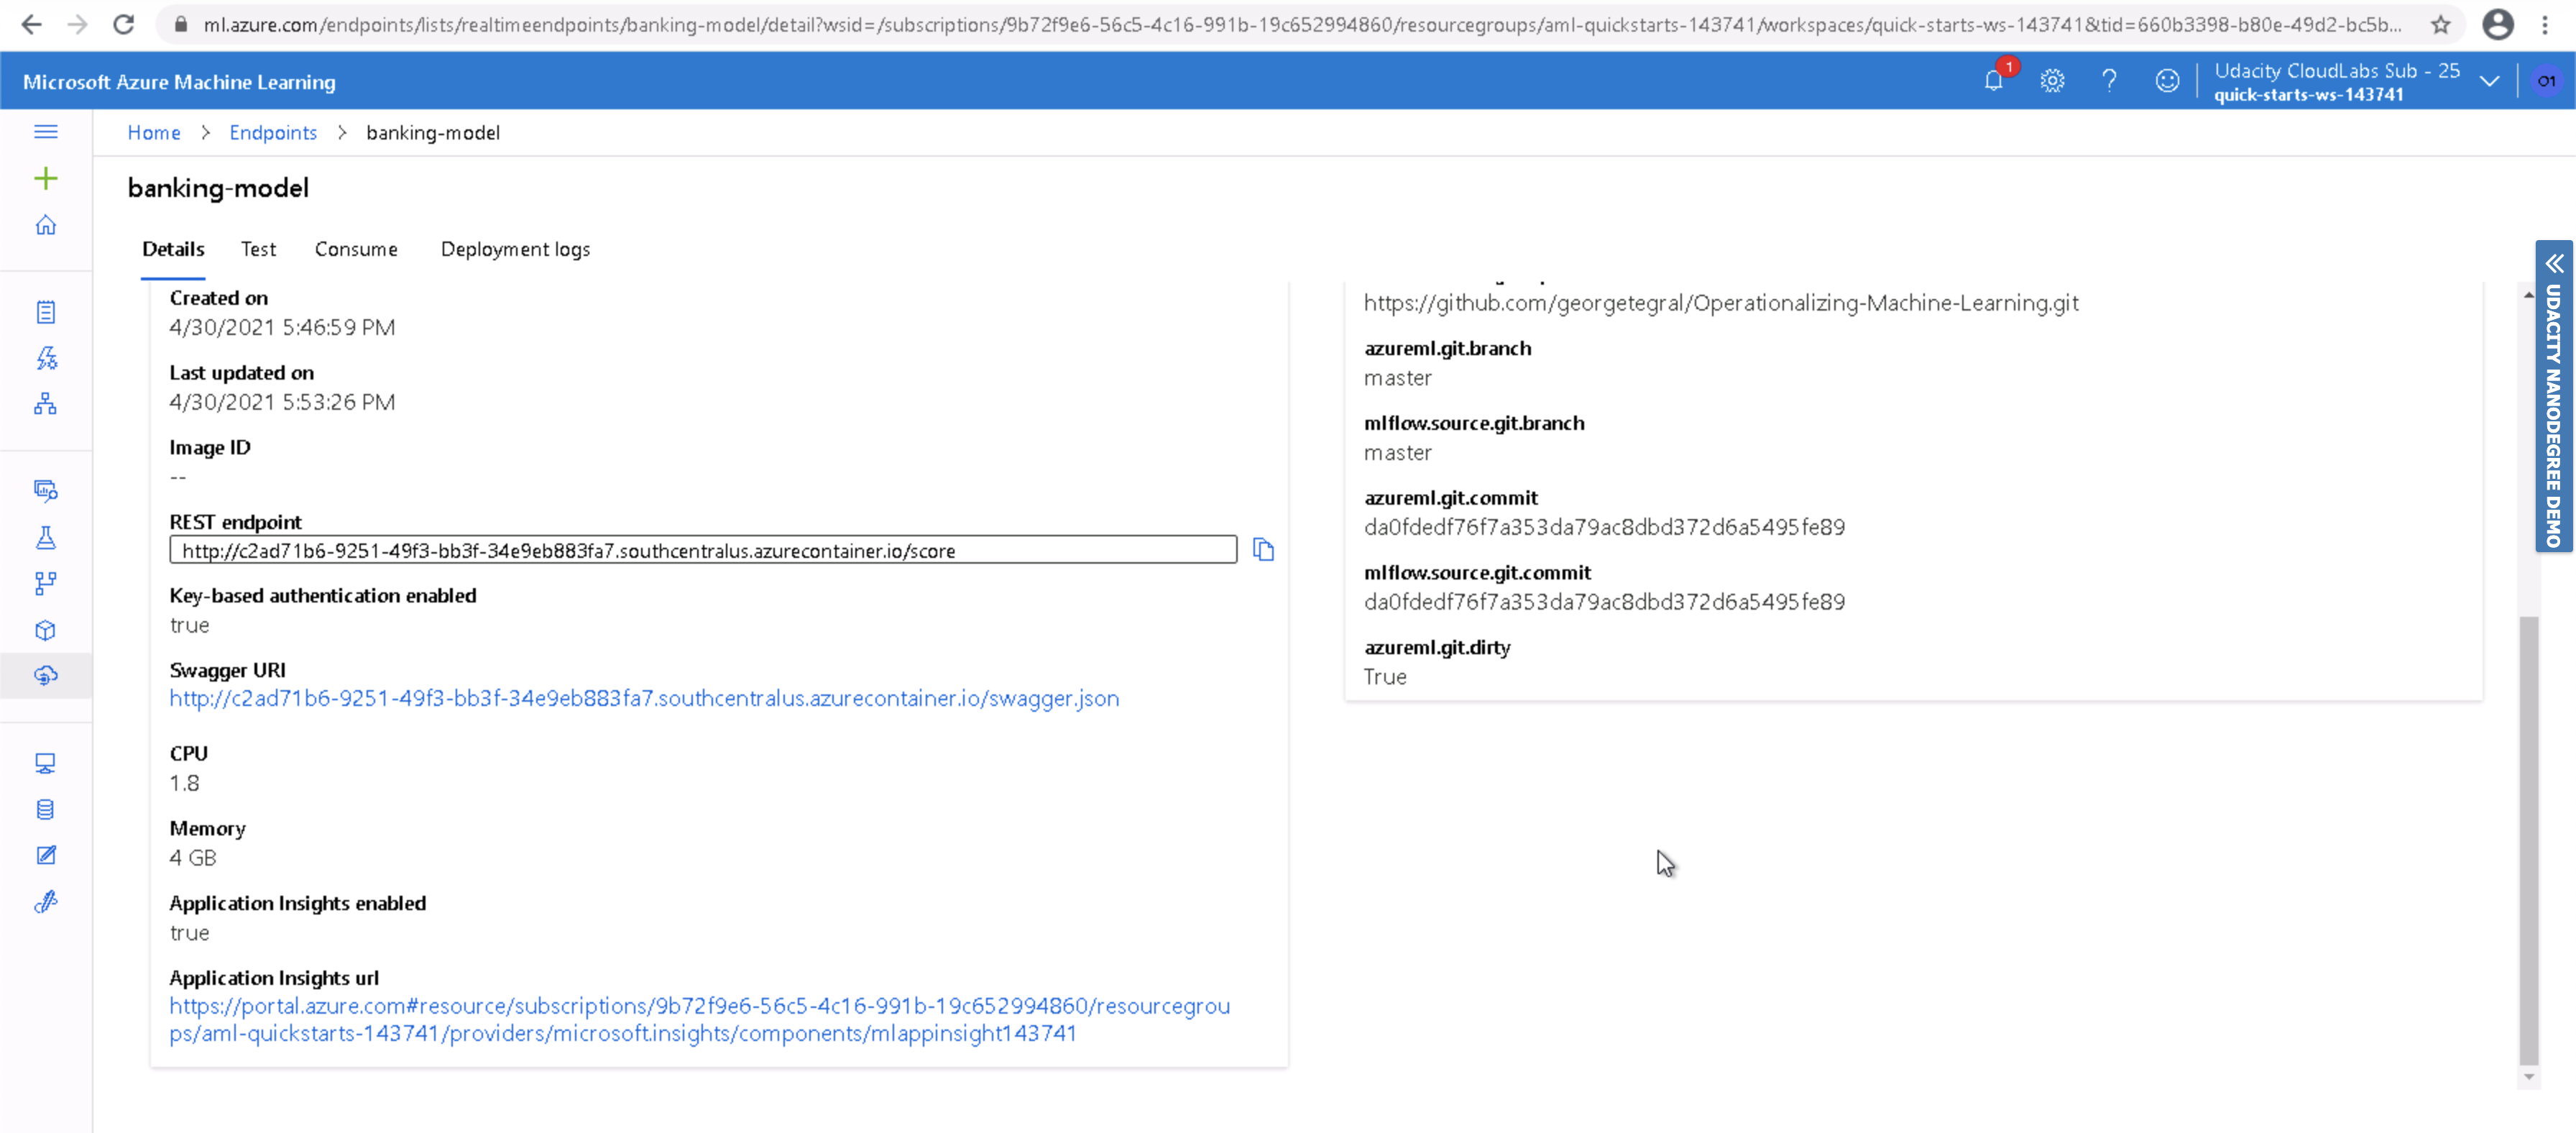 ml.azure.com/endpoints/lists/realtimeendpoints/banking-model/detail?wsid=/subscriptions/9b72f9e6-56c5-4c16-991b-19c652994860/resourcegroups/aml-quickstarts-143741/workspaces/quick-starts-ws-143741&tid=660b3398-b80e-49d2-bc5b...
Microsoft Azure Machine Learning
1
Udacity CloudLabs Sub - 25
quick-starts-ws-143741
O1
Home > Endpoints > banking-model
banking-model
Details Test Consume Deployment logs
Created on
4/30/2021 5:46:59 PM
Last updated on
4/30/2021 5:53:26 PM
Image ID
--
REST endpoint
http://c2ad71b6-9251-49f3-bb3f-34e9eb883fa7.southcentralus.azurecontainer.io/score
Key-based authentication enabled
true
Swagger URI
http://c2ad71b6-9251-49f3-bb3f-34e9eb883fa7.southcentralus.azurecontainer.io/swagger.json
CPU
1.8
Memory
4 GB
Application Insights enabled
true
Application Insights url
https://portal.azure.com#resource/subscriptions/9b72f9e6-56c5-4c16-991b-19c652994860/resourcegrou
ps/aml-quickstarts-143741/providers/microsoft.insights/components/mlappinsight143741
https://github.com/georgetegral/Operationalizing-Machine-Learning.git
azureml.git.branch
master
mlflow.source.git.branch
master
azureml.git.commit
da0fdedf76f7a353da79ac8dbd372d6a5495fe89
mlflow.source.git.commit
da0fdedf76f7a353da79ac8dbd372d6a5495fe89
azureml.git.dirty
True
UDACITY NANODEGREE DEMO